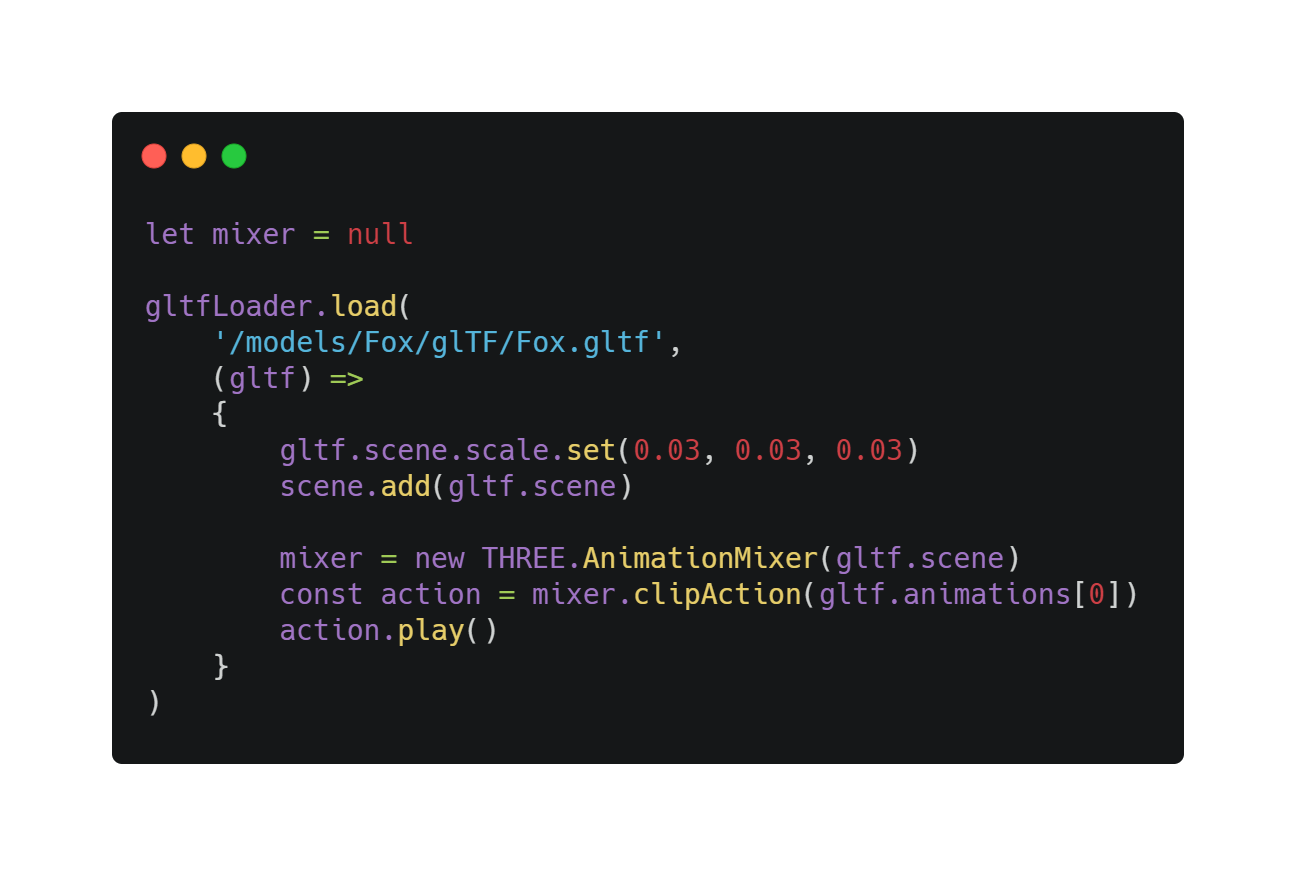 let mixer = null

gltfLoader.load(
    '/models/Fox/glTF/Fox.gltf',
    (gltf) =>
    {
        gltf.scene.scale.set(0.03, 0.03, 0.03)
        scene.add(gltf.scene)

        mixer = new THREE.AnimationMixer(gltf.scene)
        const action = mixer.clipAction(gltf.animations[0])
        action.play()
    }
)